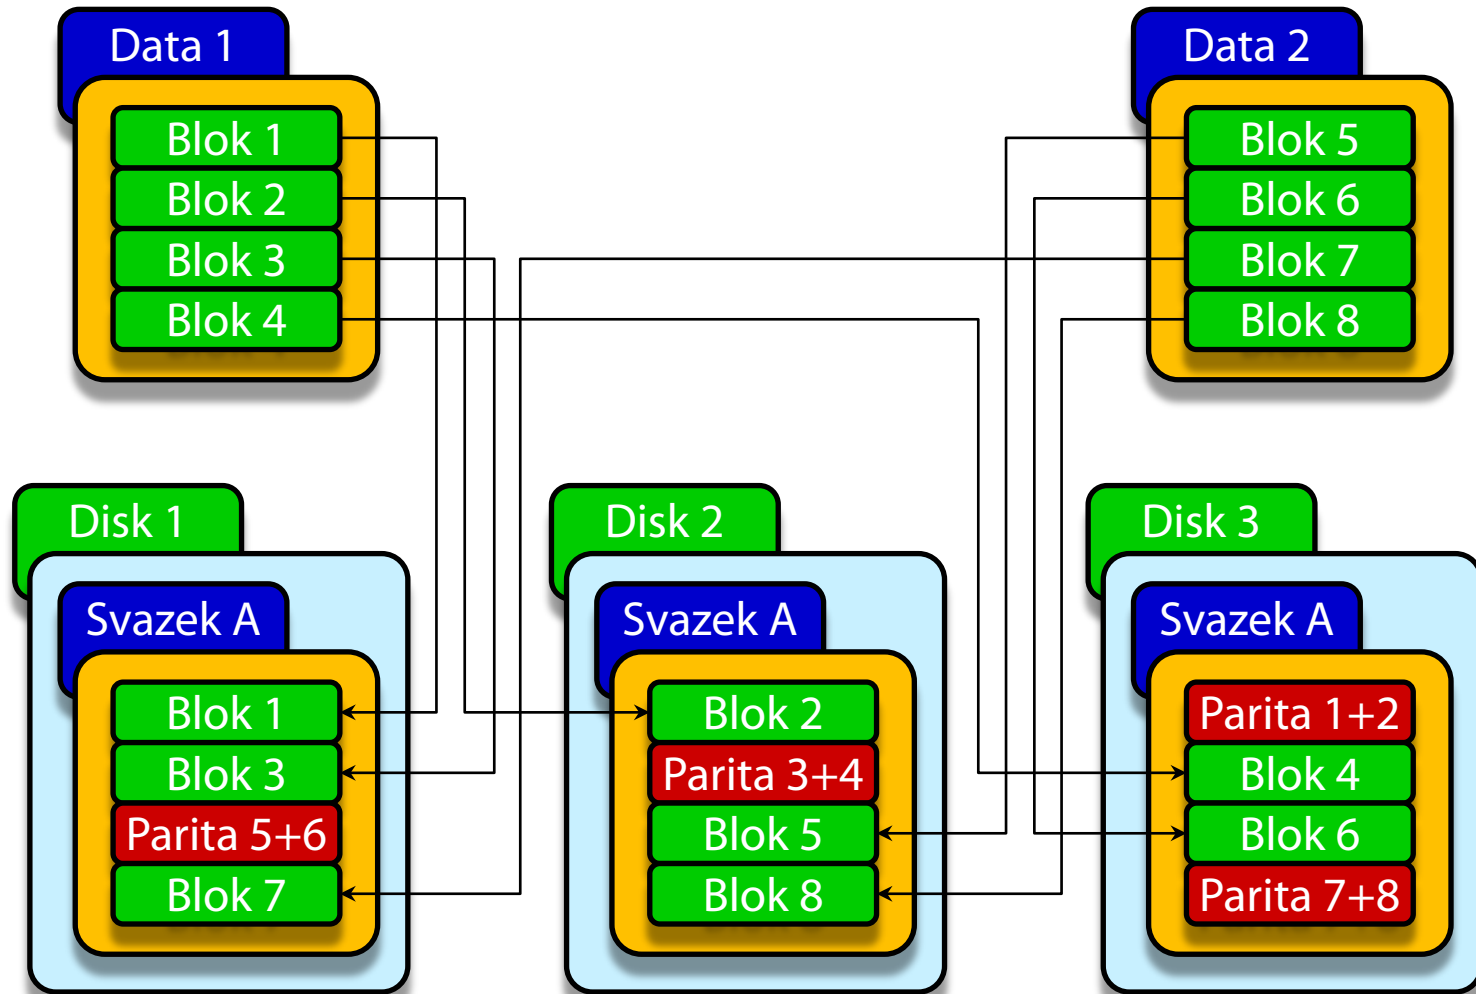 Data 1
Blok 1
Blok 2
Blok 3
Blok 4
Data 2
Blok 5
Blok 6
Blok 7
Blok 8
Disk 1
Svazek A
Blok 1
Blok 3
Parita 5+6
Blok 7
Disk 2
Svazek A
Blok 2
Parita 3+4
Blok 5
Blok 8
Disk 3
Svazek A
Parita 1+2
Blok 4
Blok 6
Parita 7+8